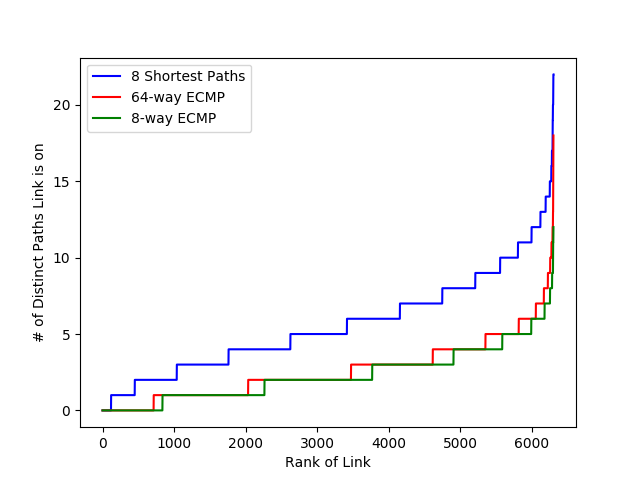 8 Shortest Paths
64-way ECMP
8-way ECMP
# of Distinct Paths Link is on
20
15
10
5
0
0 1000 2000 3000 4000 5000 6000
Rank of Link